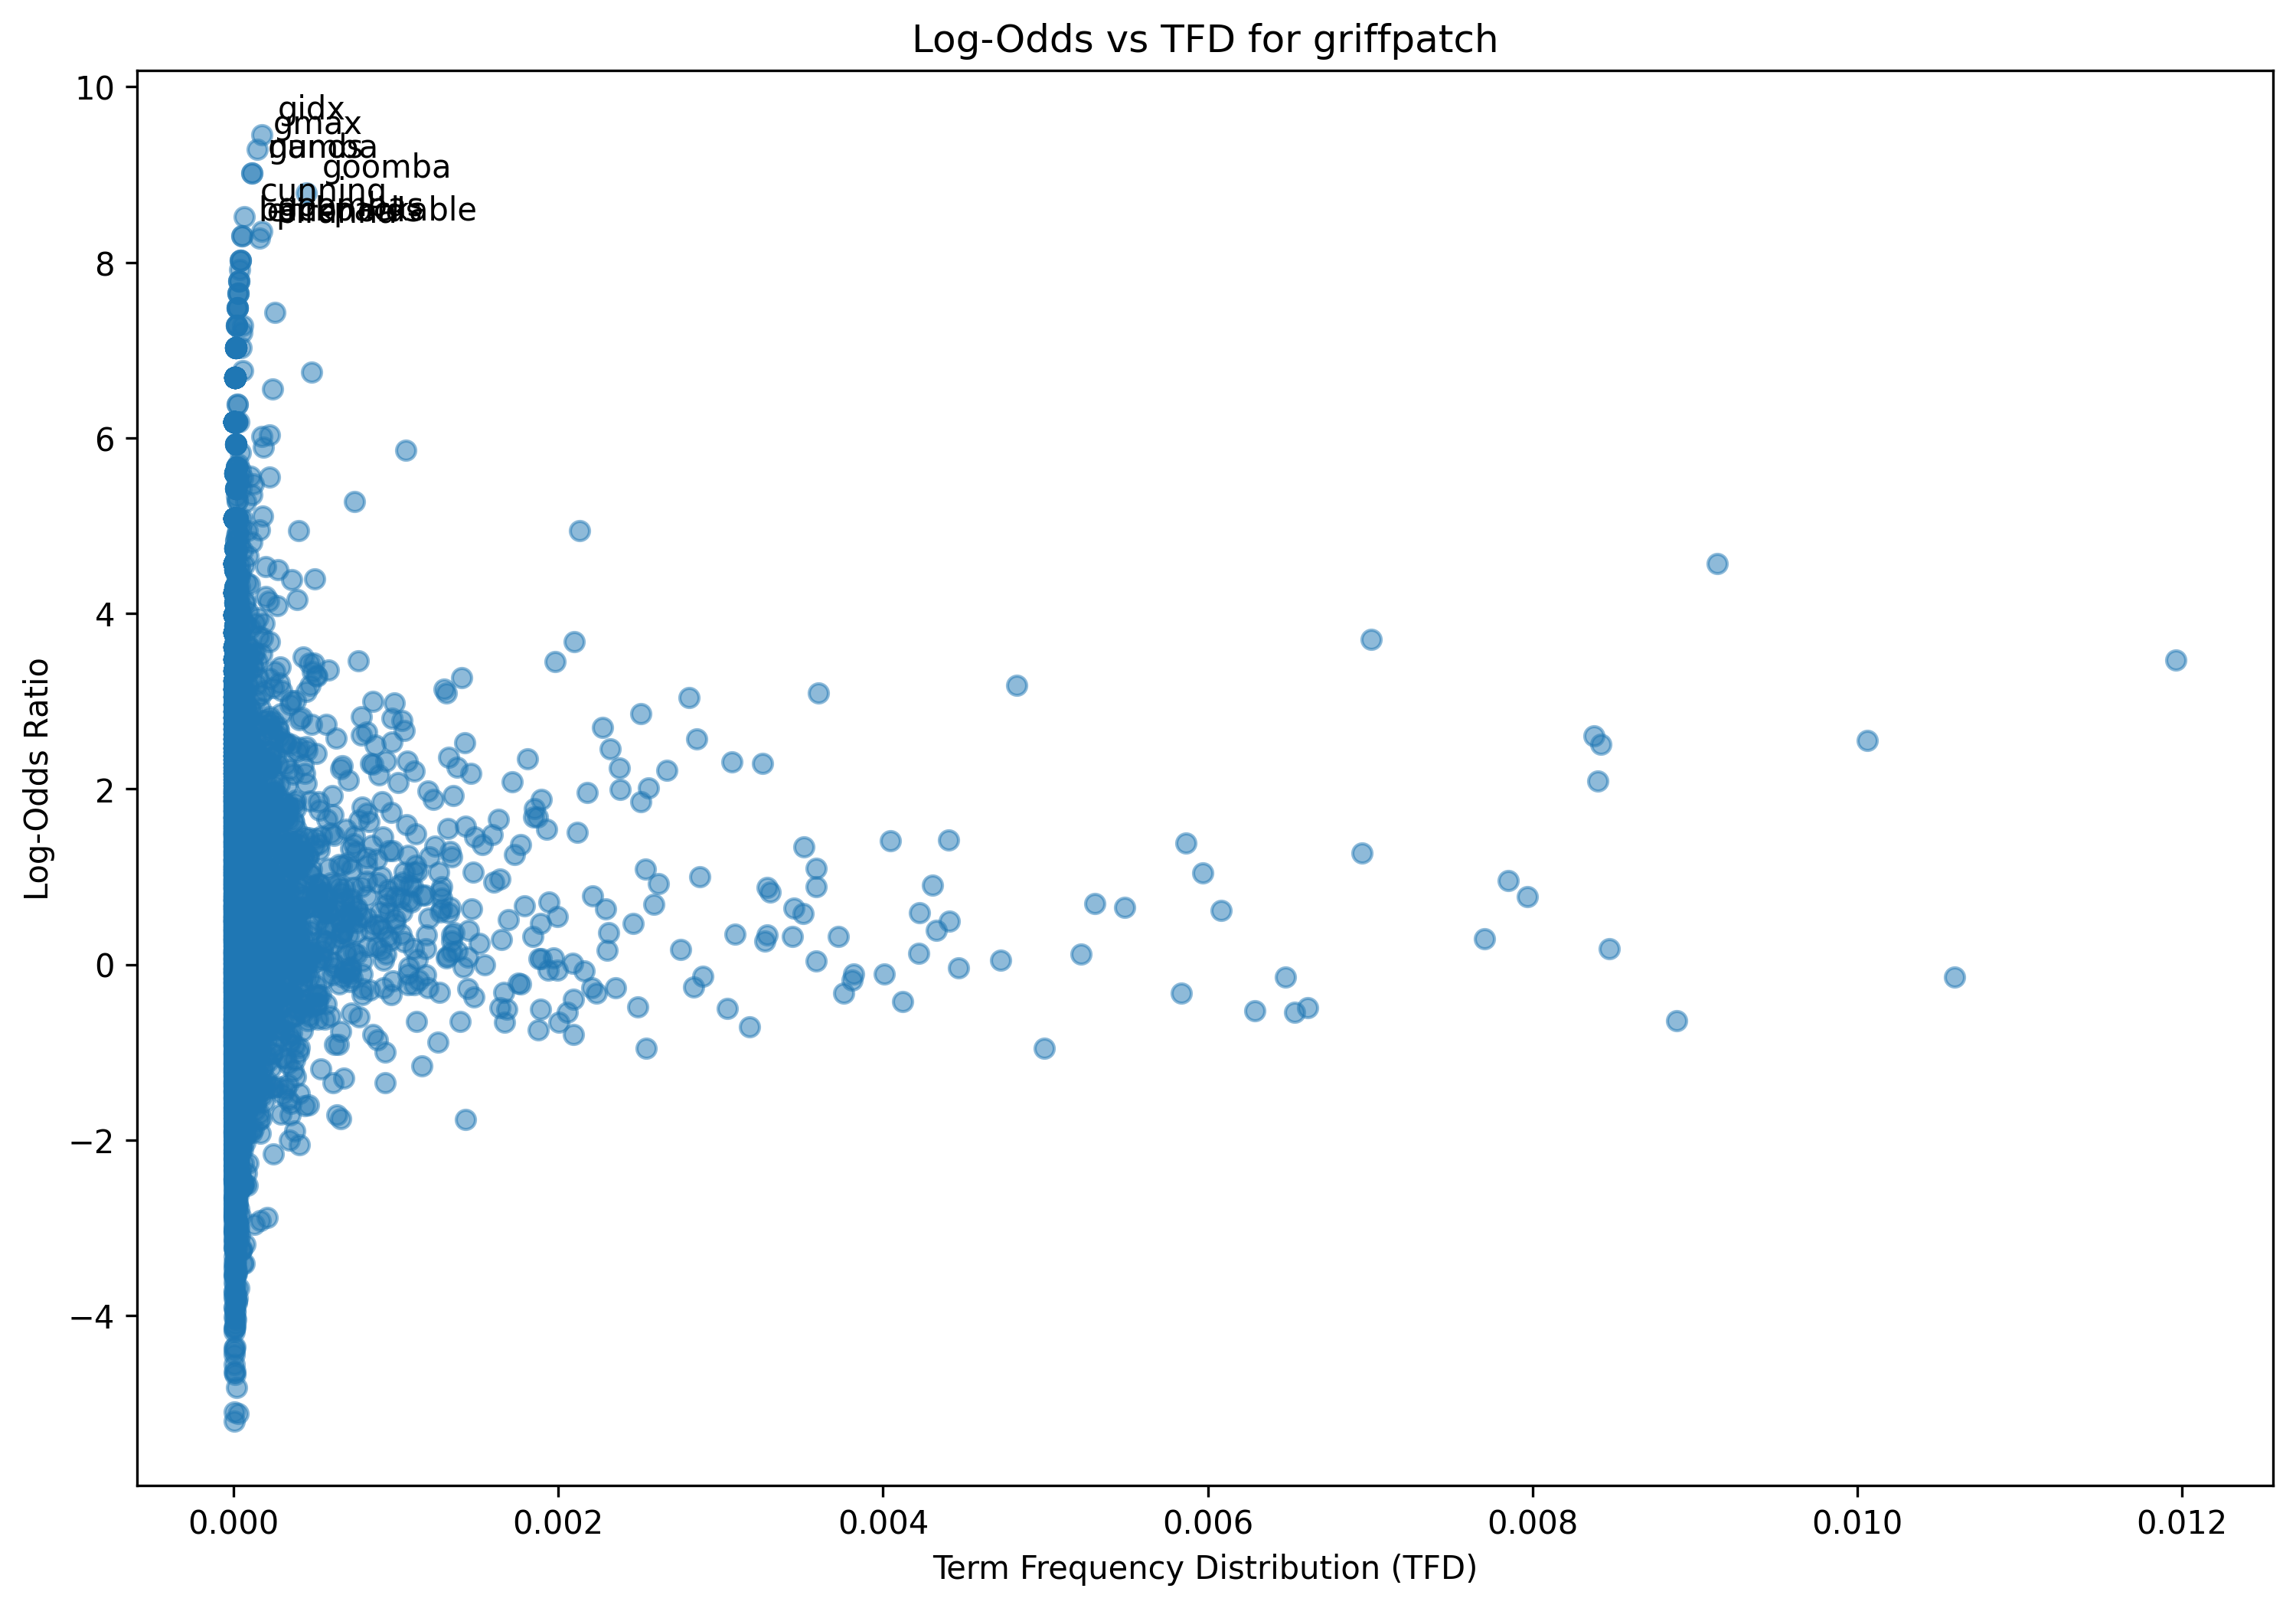 Log-Odds vs TFD for griffpatch
10
8
6
4
2
0
−2
−4
Log-Odds Ratio
gidx
gmax
goomba
cunning
0.000
0.002
0.004
0.006
0.008
0.010
0.012
Term Frequency Distribution (TFD)